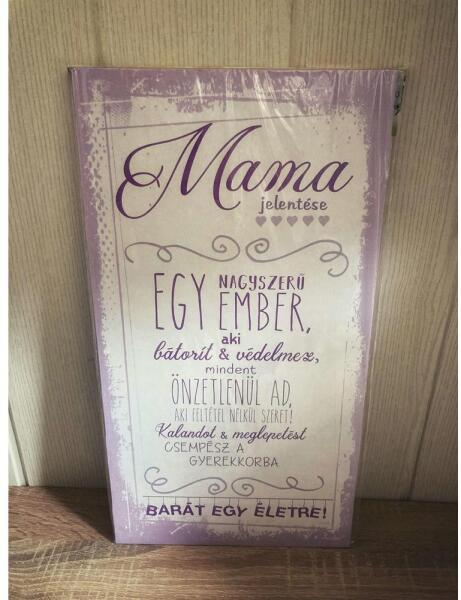 Mama
jelentése
EGY NAGYSZERŰ
EMBER,
aki
bátorít & védelmez,
mindent
ÖNZETLENÜL AD,
AKI FELTÉTEL NÉLKÜL SZERET!
Kalandot & meglepetést
CSEMPÉSZ A
GYEREKKORBA
BARÁT EGY ÉLETRE!